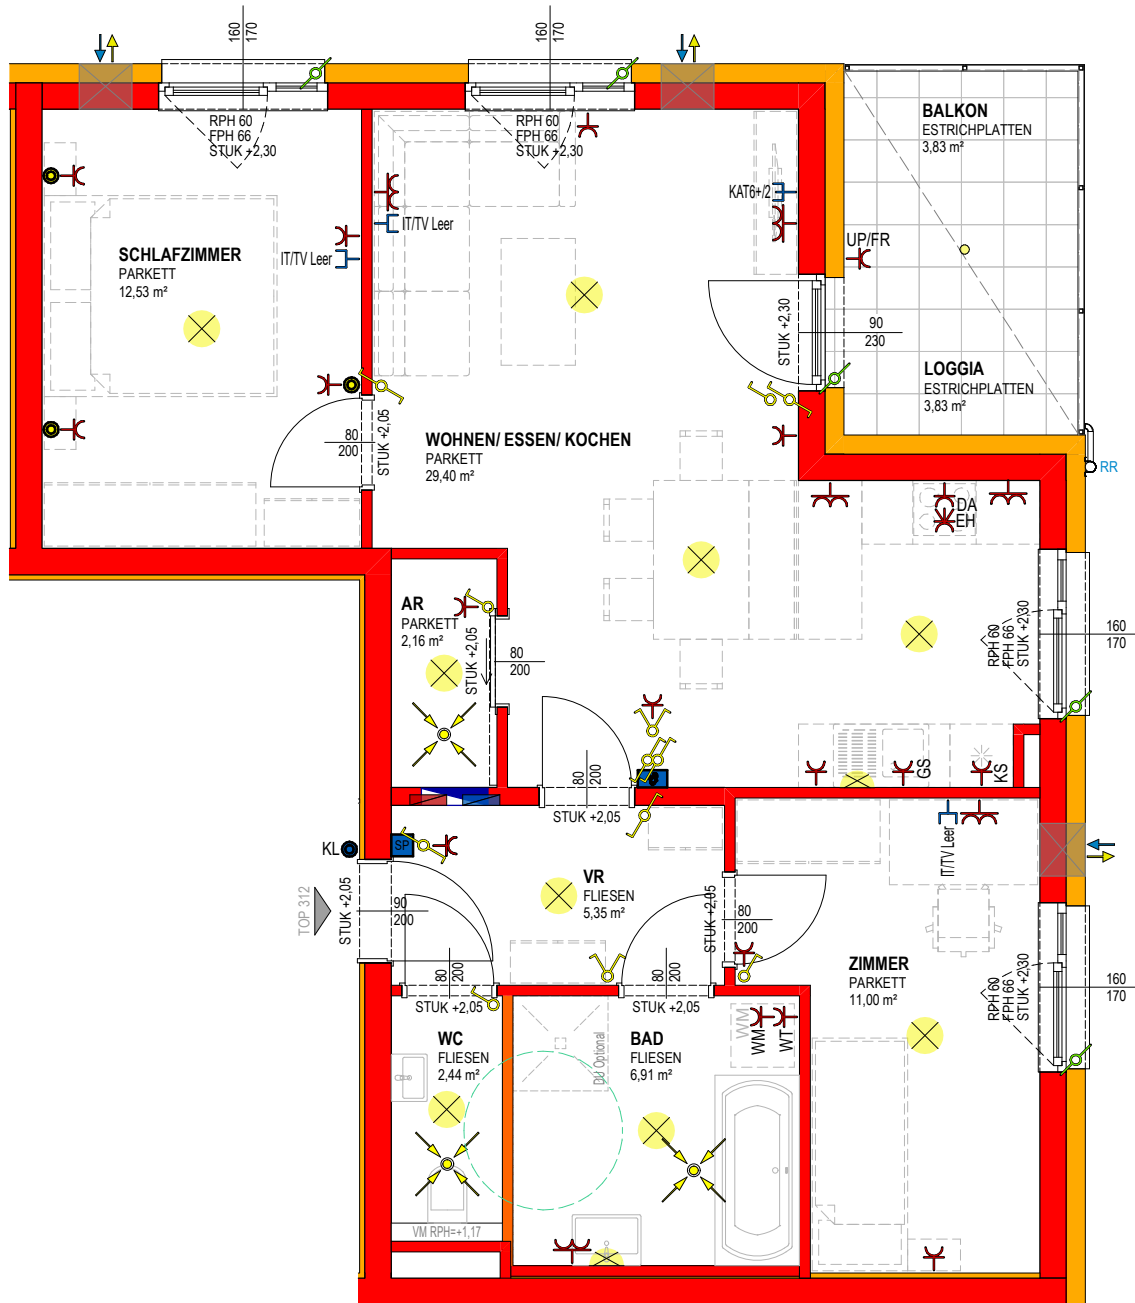 160
170
160
170
RPH 60
FPH 66
STUK +2,30
RPH 60
FPH 66
STUK +2,30
BALKON
ESTRICHPLATTEN
3,83 m²
KAT6+/2
IT/TV Leer
IT/TV Leer
UP/FR
SCHLAFZIMMER
PARKETT
12,53 m²
STUK +2,30
90
230
LOGGIA
ESTRICHPLATTEN
3,83 m²
80
200
STUK +2,05
WOHNEN/ ESSEN/ KOCHEN
PARKETT
29,40 m²
RR
DA
EH
AR
PARKETT
2,16 m²
STUK +2,05
80
200
RPH 60
FPH 66
STUK +2,30
160
170
GS
KS
80
200
STUK +2,05
KL
SP
IT/TV Leer
TOP 312
STUK +2,05
90
200
VR
FLIESEN
5,35 m²
STUK +2,05
80
200
ZIMMER
PARKETT
11,00 m²
RPH 60
FPH 66
STUK +2,30
160
170
80
200
STUK +2,05
80
200
STUK +2,05
WC
FLIESEN
2,44 m²
DU Optional
BAD
FLIESEN
6,91 m²
WM
WM
WT
VM RPH=+1,17